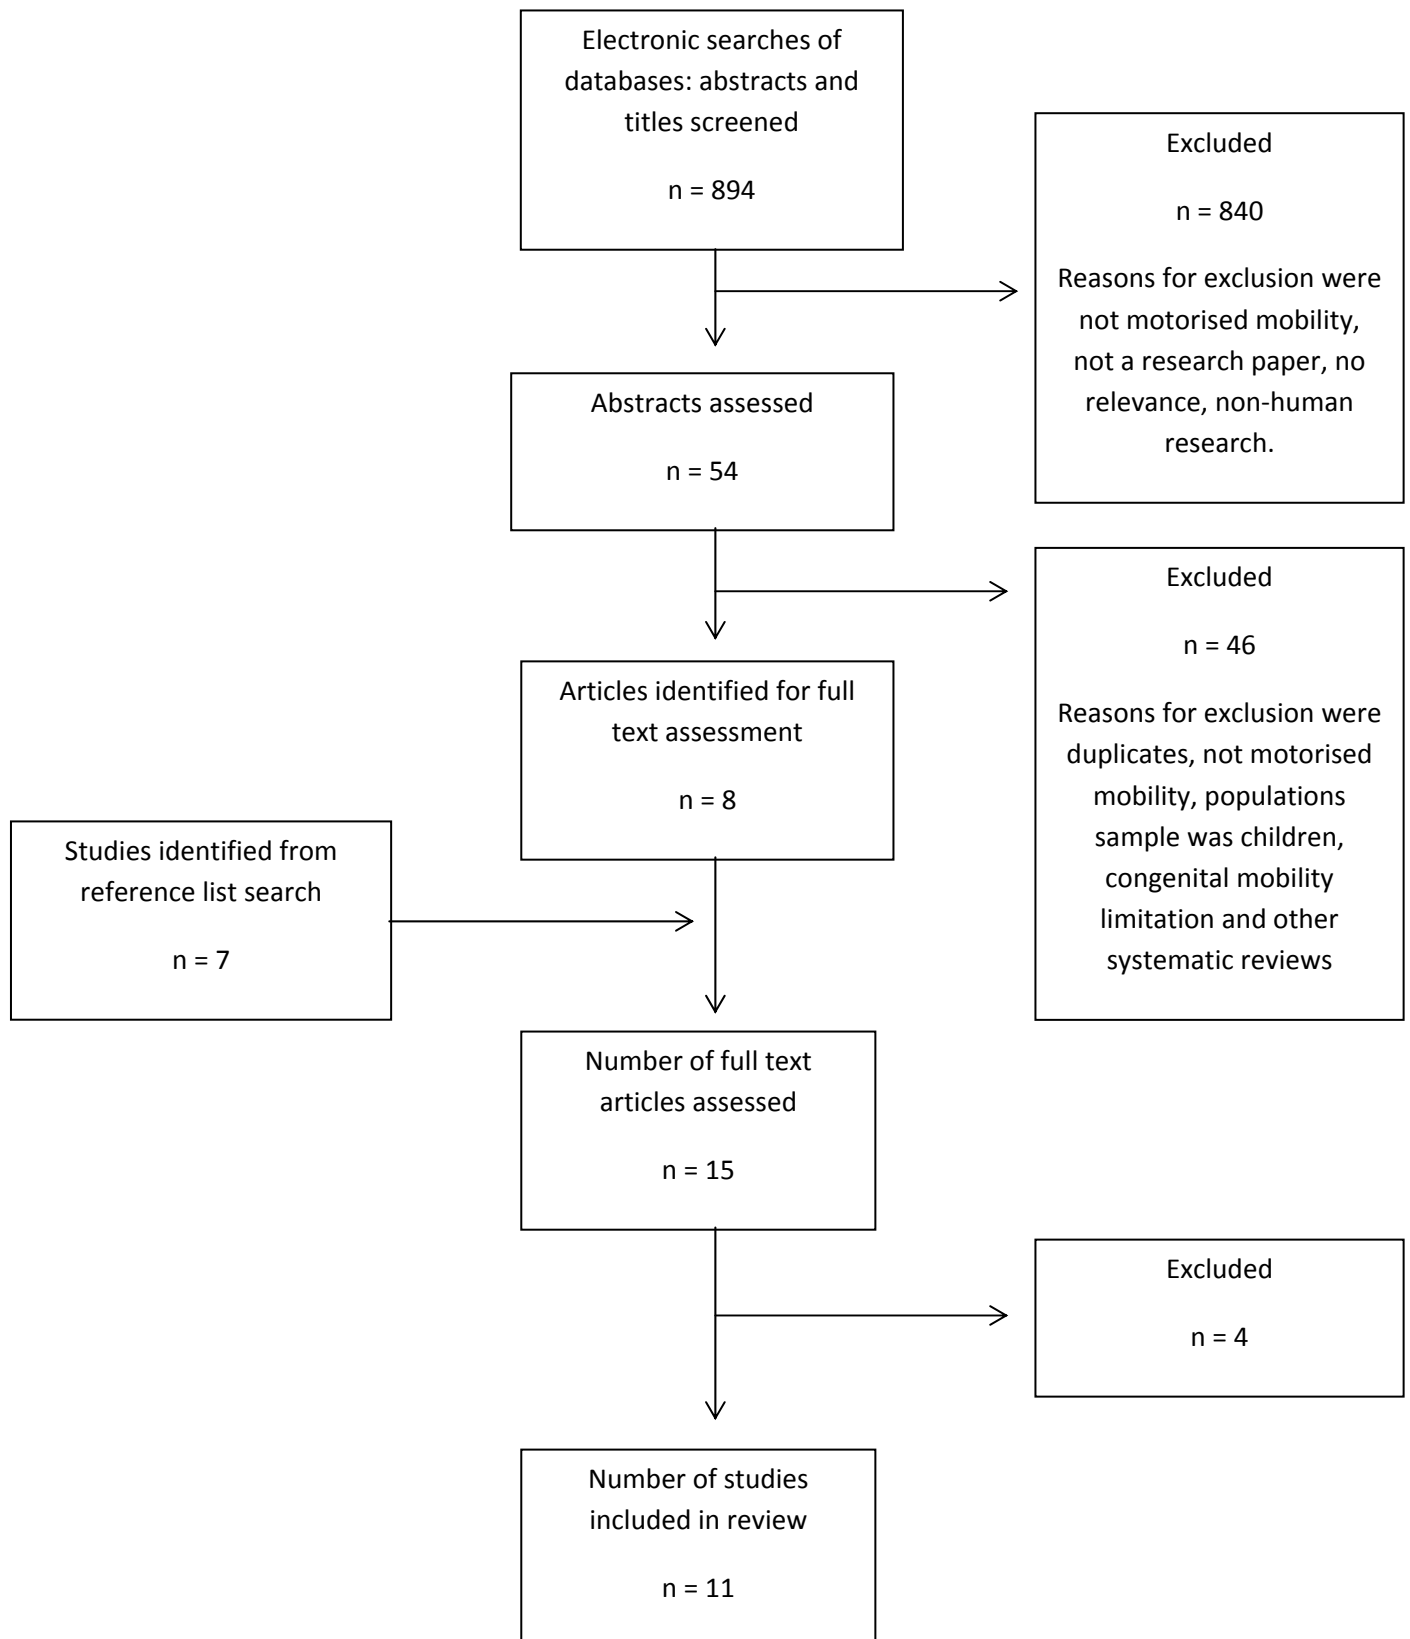 Electronic searches of
databases: abstracts and
titles screened
n = 894
Excluded
n = 840
Reasons for exclusion were
not motorised mobility,
not a research paper, no
relevance, non-human
research.
Abstracts assessed
n = 54
Excluded
n = 46
Reasons for exclusion were
duplicates, not motorised
mobility, populations
sample was children,
congenital mobility
limitation and other
systematic reviews
Articles identified for full
text assessment
n = 8
Studies identified from
reference list search
n = 7
Number of full text
articles assessed
n = 15
Excluded
n = 4
Number of studies
included in review
n = 11